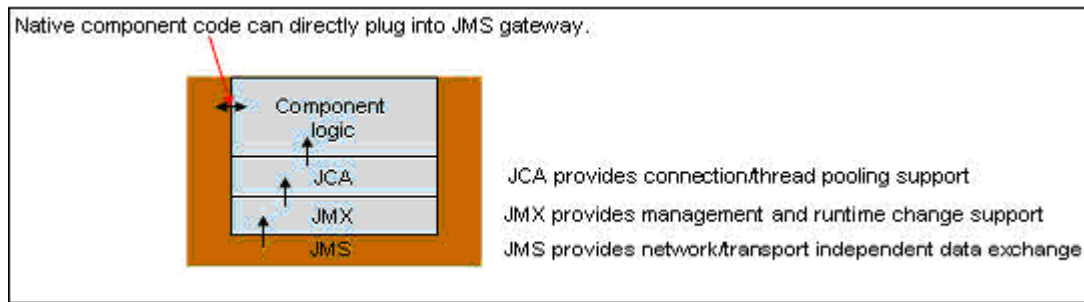 Native component code can directly plug into JMS gateway.
Component
logic
JCA
JCA provides connection/thread pooling support
JMX
JMX provides management and runtime change support
JMS
JMS provides network/transport independent data exchange